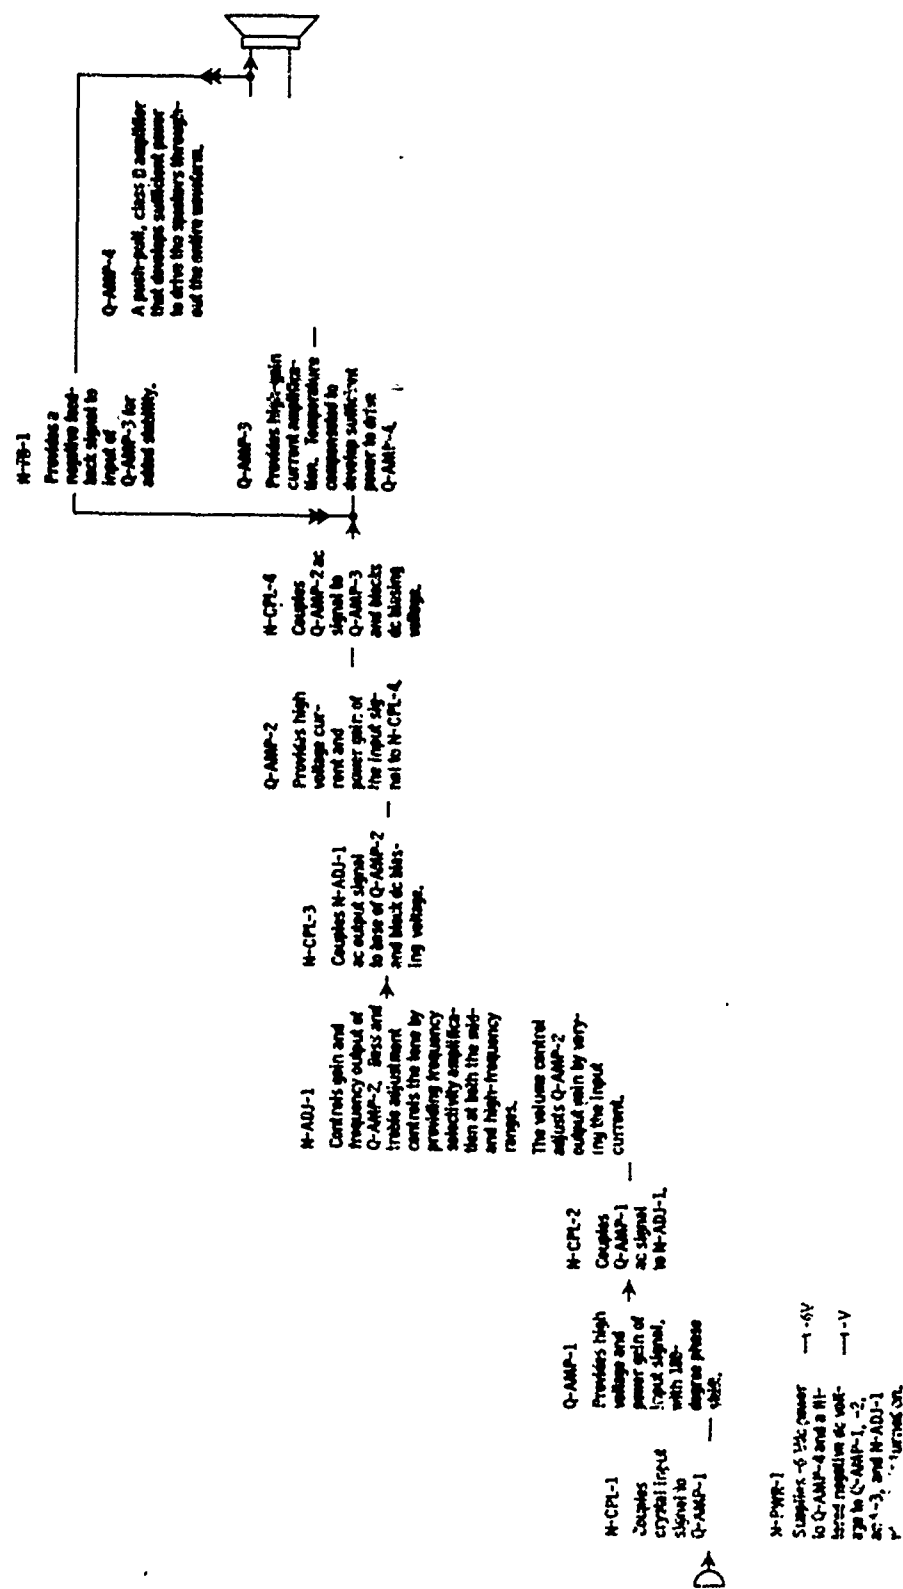 N-CPL-1
Couples
crystal input
signal to
Q-AMP-1
Q-AMP-1
Provides high
voltage and
power gain of
input signal,
with 180-
degree phase
shift.
N-CPL-2
Couples
Q-AMP-1
ac signal
to N-ADJ-1.
N-ADJ-1
Controls gain and
frequency output of
Q-AMP-2. Bass and
treble adjustment
controls the tone by
providing frequency
selectivity amplifica-
tion at both the mid-
and high-frequency
ranges.
The volume control
adjusts Q-AMP-2
output gain by vary-
ing the input
current.
N-CPL-3
Couples N-ADJ-1
ac output signal
to base of Q-AMP-2
and block dc bias-
ing voltage.
Q-AMP-2
Provides high
voltage cur-
rent and
power gain of
the input sig-
nal to N-CPL-4.
N-CPL-4
Couples
Q-AMP-2 ac
signal to
Q-AMP-3
and blocks
dc biasing
voltage.
N-FB-1
Provides a
negative feed-
back signal to
input of
Q-AMP-3 for
added stability.
Q-AMP-3
Provides high-gain
current amplifica-
tion. Temperature
compensated to
develop sufficient
power to drive
Q-AMP-4.
Q-AMP-4
A push-pull, class D amplifier
that develops sufficient power
to drive the speakers through-
out the entire waveform.
N-PWR-1
Supplies -6 Vdc power
to Q-AMP-4 and a fil-
tered negative dc volt-
age to Q-AMP-1, -2,
and -3, and N-ADJ-1
turned on.
-6V
-V